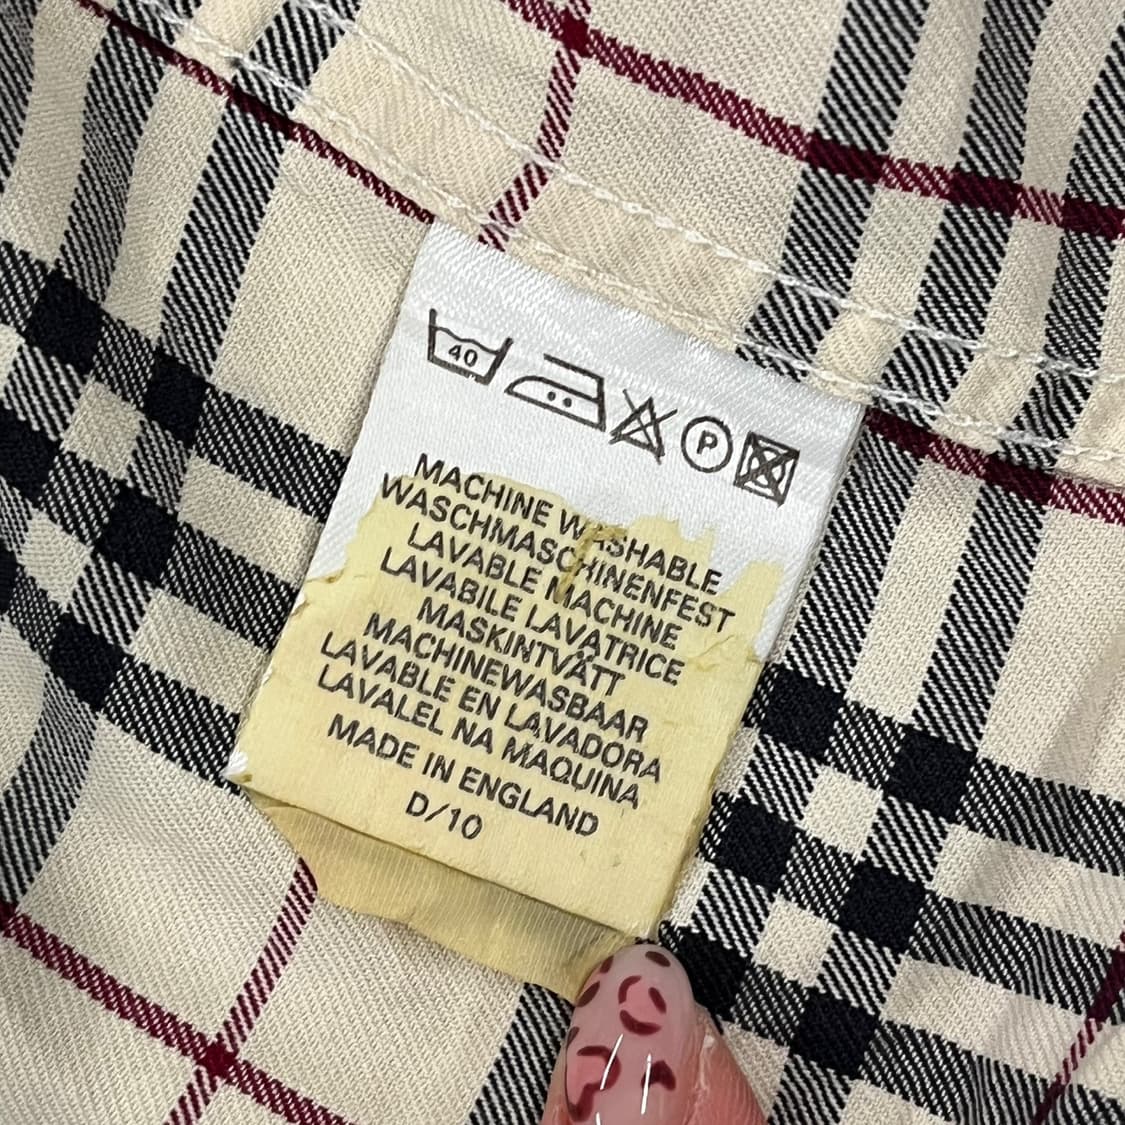 40
P
MACHINE WASHABLE
WASCHMASCHINENFEST
LAVABLE MACHINE
LAVABILE LAVATRICE
MASKINTVÄTT
MACHINEWASBAAR
LAVABLE EN LAVADORA
LAVALEL NA MAQUINA
MADE IN ENGLAND
D/10